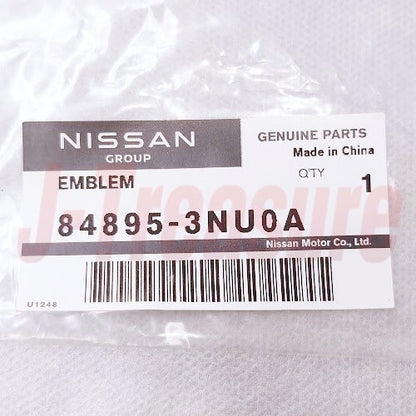 NISSAN
GROUP
GENUINE PARTS
Made in China
EMBLEM
QTY 1
84895-3NU0A
Nissan Motor Co., Ltd.
U1248
J-Treasure